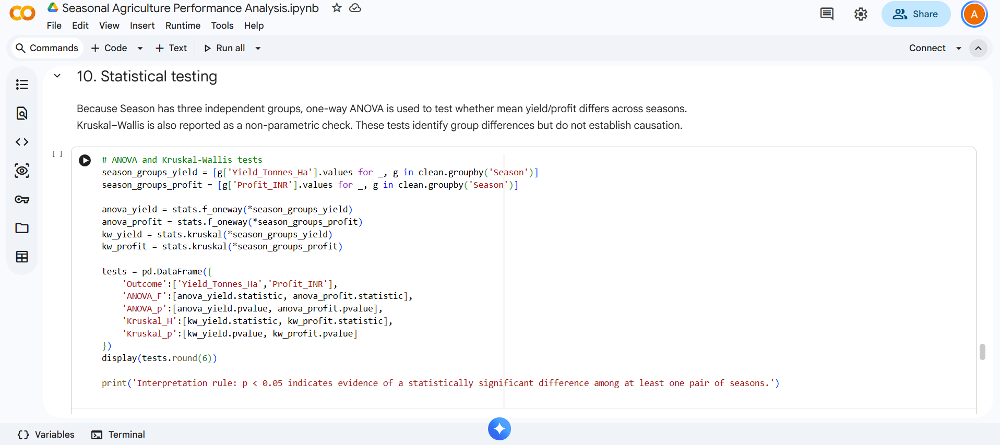 Seasonal Agriculture Performance Analysis.ipynb
File Edit View Insert Runtime Tools Help
Share
A
Commands + Code + Text Run all
Connect
10. Statistical testing
Because Season has three independent groups, one-way ANOVA is used to test whether mean yield/profit differs across seasons.
Kruskal–Wallis is also reported as a non-parametric check. These tests identify group differences but do not establish causation.
[ ]
# ANOVA and Kruskal-Wallis tests
season_groups_yield = [g['Yield_Tonnes_Ha'].values for _, g in clean.groupby('Season')]
season_groups_profit = [g['Profit_INR'].values for _, g in clean.groupby('Season')]
anova_yield = stats.f_oneway(*season_groups_yield)
anova_profit = stats.f_oneway(*season_groups_profit)
kw_yield = stats.kruskal(*season_groups_yield)
kw_profit = stats.kruskal(*season_groups_profit)
tests = pd.DataFrame({
    'Outcome':['Yield_Tonnes_Ha','Profit_INR'],
    'ANOVA_F':[anova_yield.statistic, anova_profit.statistic],
    'ANOVA_p':[anova_yield.pvalue, anova_profit.pvalue],
    'Kruskal_H':[kw_yield.statistic, kw_profit.statistic],
    'Kruskal_p':[kw_yield.pvalue, kw_profit.pvalue]
})
display(tests.round(6))
print('Interpretation rule: p < 0.05 indicates evidence of a statistically significant difference among at least one pair of seasons.')
Variables Terminal